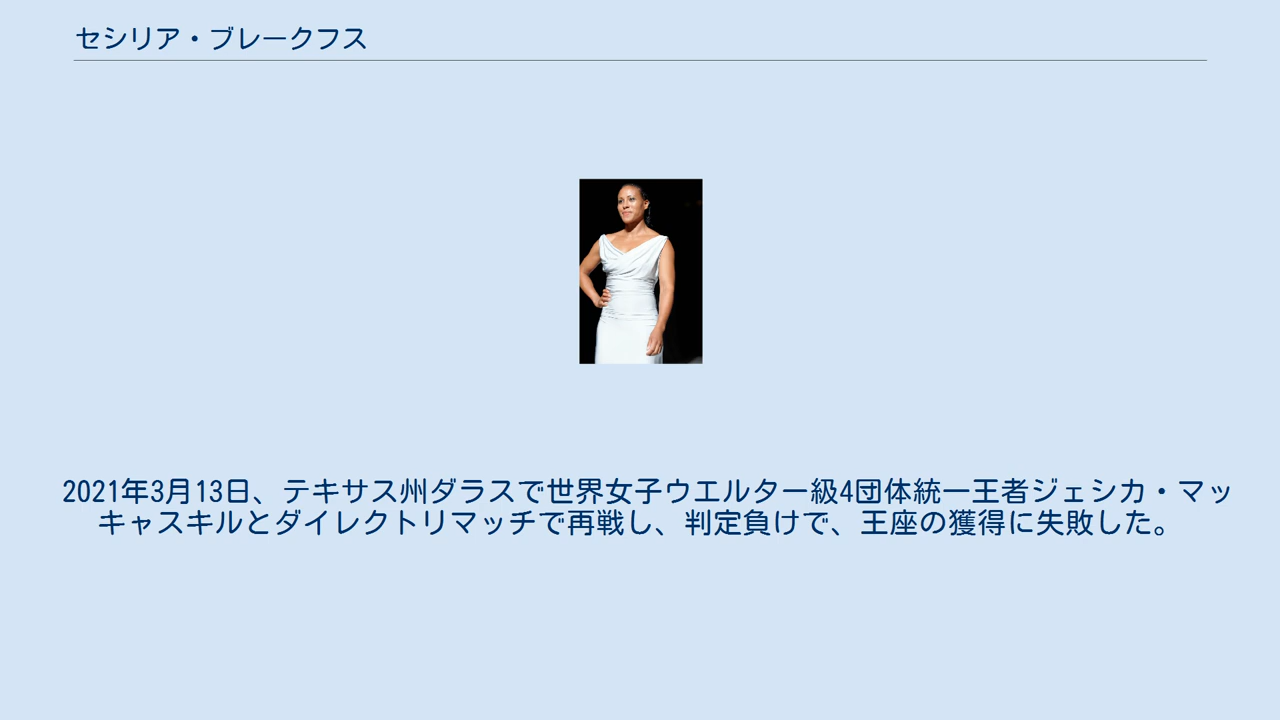 セシリア・ブレークフス
2021年3月13日、テキサス州ダラスで世界女子ウエルター級4団体統一王者ジェシカ・マッ
キャスキルとダイレクトリマッチで再戦し、判定負けで、王座の獲得に失敗した。